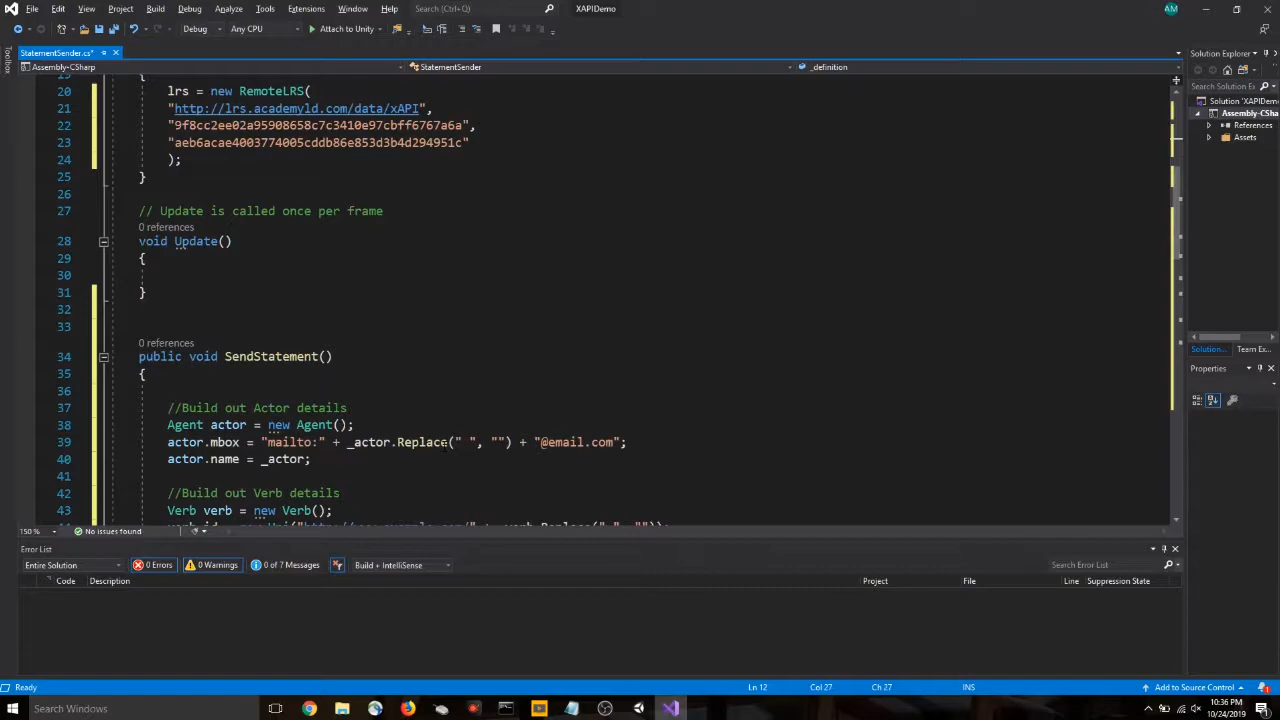 File Edit View Project Build Debug Test Analyze Tools Extensions Window Help Search (Ctrl+Q) XAPIDemo AM
Debug Any CPU Attach to Unity
Toolbox
StatementSender.cs*
Assembly-CSharp StatementSender _definition
19 {
20 lrs = new RemoteLRS(
21 "http://lrs.academyld.com/data/xAPI",
22 "9f8cc2ee02a95908658c7c3410e97cbff6767a6a",
23 "aeb6acae4003774005cddb86e853d3b4d294951c"
24 );
25 }
26
27 // Update is called once per frame
0 references
28 void Update()
29 {
30
31 }
32
33
0 references
34 public void SendStatement()
35 {
36
37 //Build out Actor details
38 Agent actor = new Agent();
39 actor.mbox = "mailto:" + _actor.Replace(" ", "") + "@email.com";
40 actor.name = _actor;
41
42 //Build out Verb details
43 Verb verb = new Verb();
150 % No issues found
Solution Explorer
Search Solution Ex
Solution 'XAPIDemo
Assembly-CSha
References
Assets
Solution... Team Ex...
Properties
Error List
Entire Solution 0 Errors 0 Warnings 0 of 7 Messages Build + IntelliSense Search Error List
Code Description Project File Line Suppression State
Ready Ln 12 Col 27 Ch 27 INS Add to Source Control
Search Windows 10:36 PM
10/24/2019